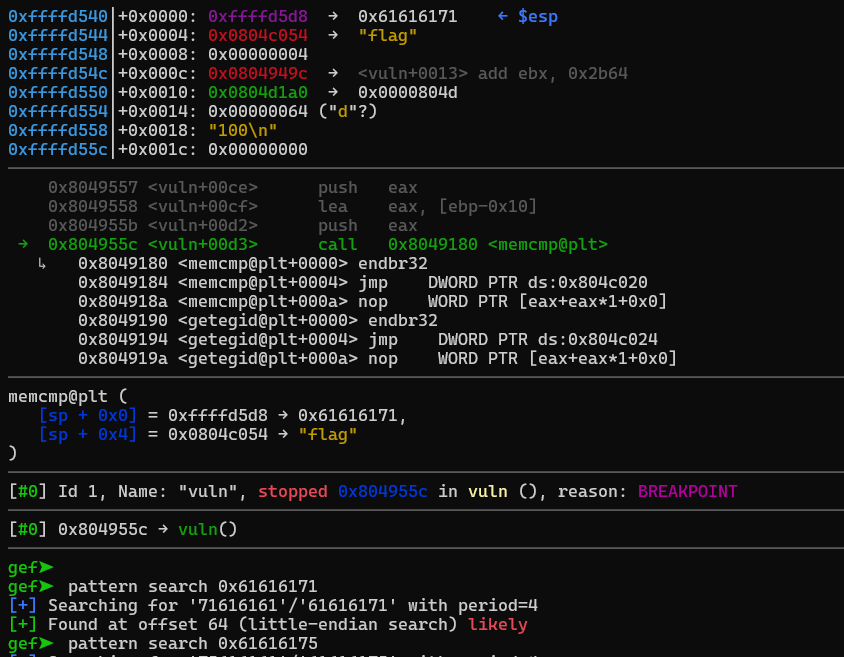 0xffffd540│+0x0000: 0xffffd5d8 → 0x61616171 ← $esp
0xffffd544│+0x0004: 0x0804c054 → "flag"
0xffffd548│+0x0008: 0x00000004
0xffffd54c│+0x000c: 0x0804949c → <vuln+0013> add ebx, 0x2b64
0xffffd550│+0x0010: 0x0804d1a0 → 0x0000804d
0xffffd554│+0x0014: 0x00000064 ("d"?)
0xffffd558│+0x0018: "100\n"
0xffffd55c│+0x001c: 0x00000000
0x8049557 <vuln+00ce> push eax
0x8049558 <vuln+00cf> lea eax, [ebp-0x10]
0x804955b <vuln+00d2> push eax
→ 0x804955c <vuln+00d3> call 0x8049180 <memcmp@plt>
↳ 0x8049180 <memcmp@plt+0000> endbr32
0x8049184 <memcmp@plt+0004> jmp DWORD PTR ds:0x804c020
0x804918a <memcmp@plt+000a> nop WORD PTR [eax+eax*1+0x0]
0x8049190 <getegid@plt+0000> endbr32
0x8049194 <getegid@plt+0004> jmp DWORD PTR ds:0x804c024
0x804919a <getegid@plt+000a> nop WORD PTR [eax+eax*1+0x0]
memcmp@plt (
[sp + 0x0] = 0xffffd5d8 → 0x61616171,
[sp + 0x4] = 0x0804c054 → "flag"
)
[#0] Id 1, Name: "vuln", stopped 0x804955c in vuln (), reason: BREAKPOINT
[#0] 0x804955c → vuln()
gef➤
gef➤ pattern search 0x61616171
[+] Searching for '71616161'/'61616171' with period=4
[+] Found at offset 64 (little-endian search) likely
gef➤ pattern search 0x61616175